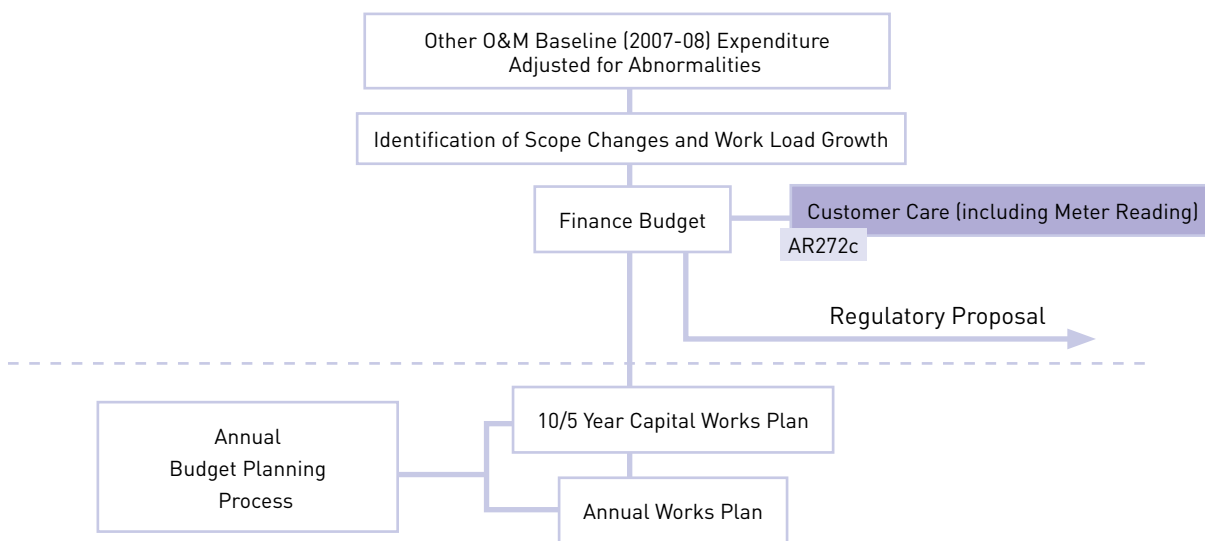 Other O&M Baseline (2007-08) Expenditure
Adjusted for Abnormalities
Identification of Scope Changes and Work Load Growth
Finance Budget
Customer Care (including Meter Reading)
AR272c
Regulatory Proposal
10/5 Year Capital Works Plan
Annual
Budget Planning
Process
Annual Works Plan